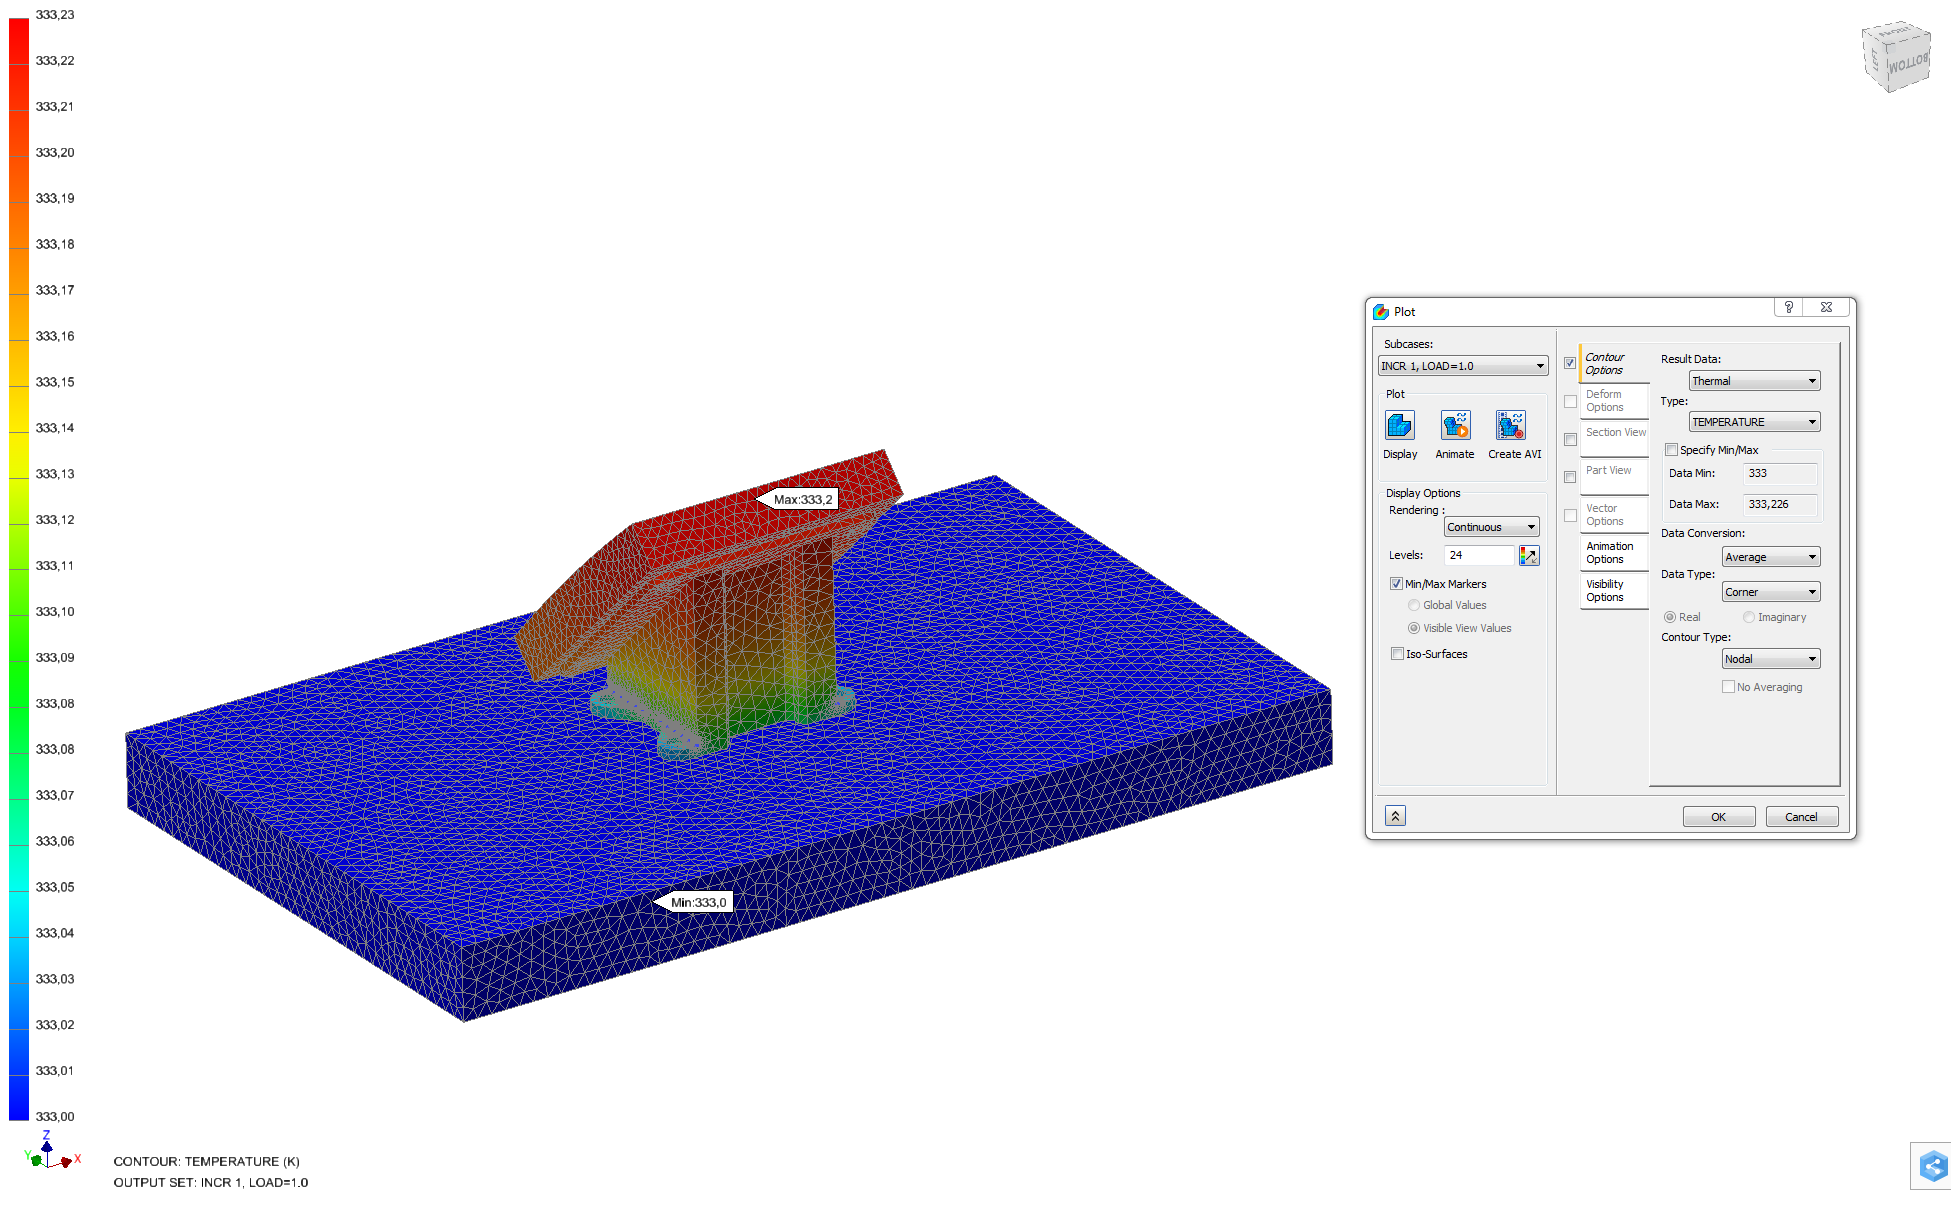 333,23
333,22
333,21
333,20
333,19
333,18
333,17
333,16
333,15
333,14
333,13
333,12
333,11
333,10
333,09
333,08
333,08
333,07
333,06
333,05
333,04
333,03
333,02
333,01
333,00
Z
Y
X
CONTOUR: TEMPERATURE (K)
OUTPUT SET: INCR 1, LOAD=1.0
Max:333,2
Min:333,0
FRONT
LEFT
BOTTOM
Plot
?
Subcases:
INCR 1, LOAD=1.0
Plot
Display
Animate
Create AVI
Display Options
Rendering :
Continuous
Levels:
24
Min/Max Markers
Global Values
Visible View Values
Iso-Surfaces
Contour
Options
Deform
Options
Section View
Part View
Vector
Options
Animation
Options
Visibility
Options
Result Data:
Thermal
Type:
TEMPERATURE
Specify Min/Max
Data Min:
333
Data Max:
333,226
Data Conversion:
Average
Data Type:
Corner
Real
Imaginary
Contour Type:
Nodal
No Averaging
OK
Cancel